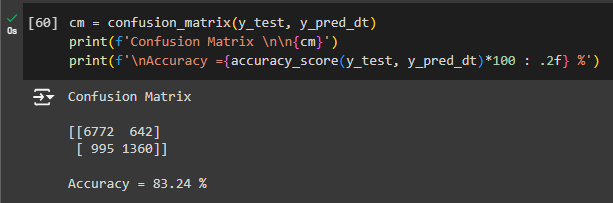 [60] cm = confusion_matrix(y_test, y_pred_dt)
print(f'Confusion Matrix \n\n{cm}')
print(f'\nAccuracy ={accuracy_score(y_test, y_pred_dt)*100 : .2f} %')
0s
Confusion Matrix
[[6772 642]
[ 995 1360]]
Accuracy = 83.24 %